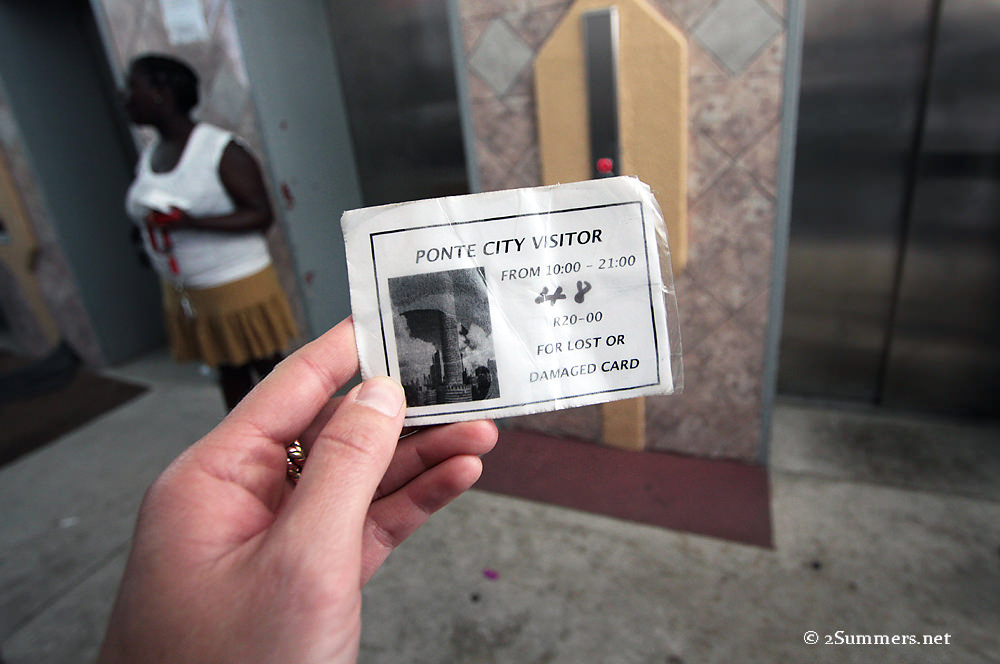 PONTE CITY VISITOR
FROM 10:00 - 21:00
R20-00
FOR LOST OR
DAMAGED CARD
© 2Summers.net